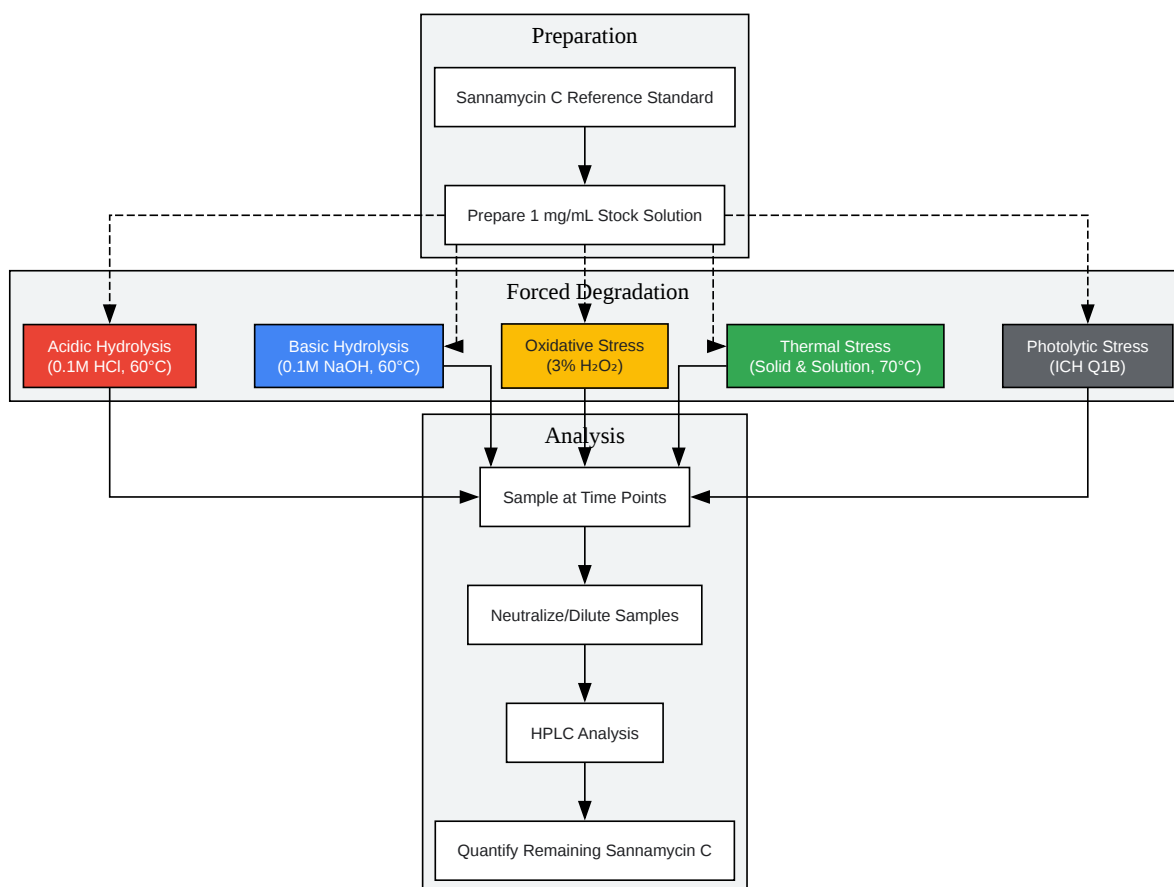 Preparation
Sannamycin C Reference Standard
Prepare 1 mg/mL Stock Solution
Forced Degradation
Acidic Hydrolysis
(0.1M HCl, 60°C)
Basic Hydrolysis
(0.1M NaOH, 60°C)
Oxidative Stress
(3% H₂O₂)
Thermal Stress
(Solid & Solution, 70°C)
Photolytic Stress
(ICH Q1B)
Analysis
Sample at Time Points
Neutralize/Dilute Samples
HPLC Analysis
Quantify Remaining Sannamycin C